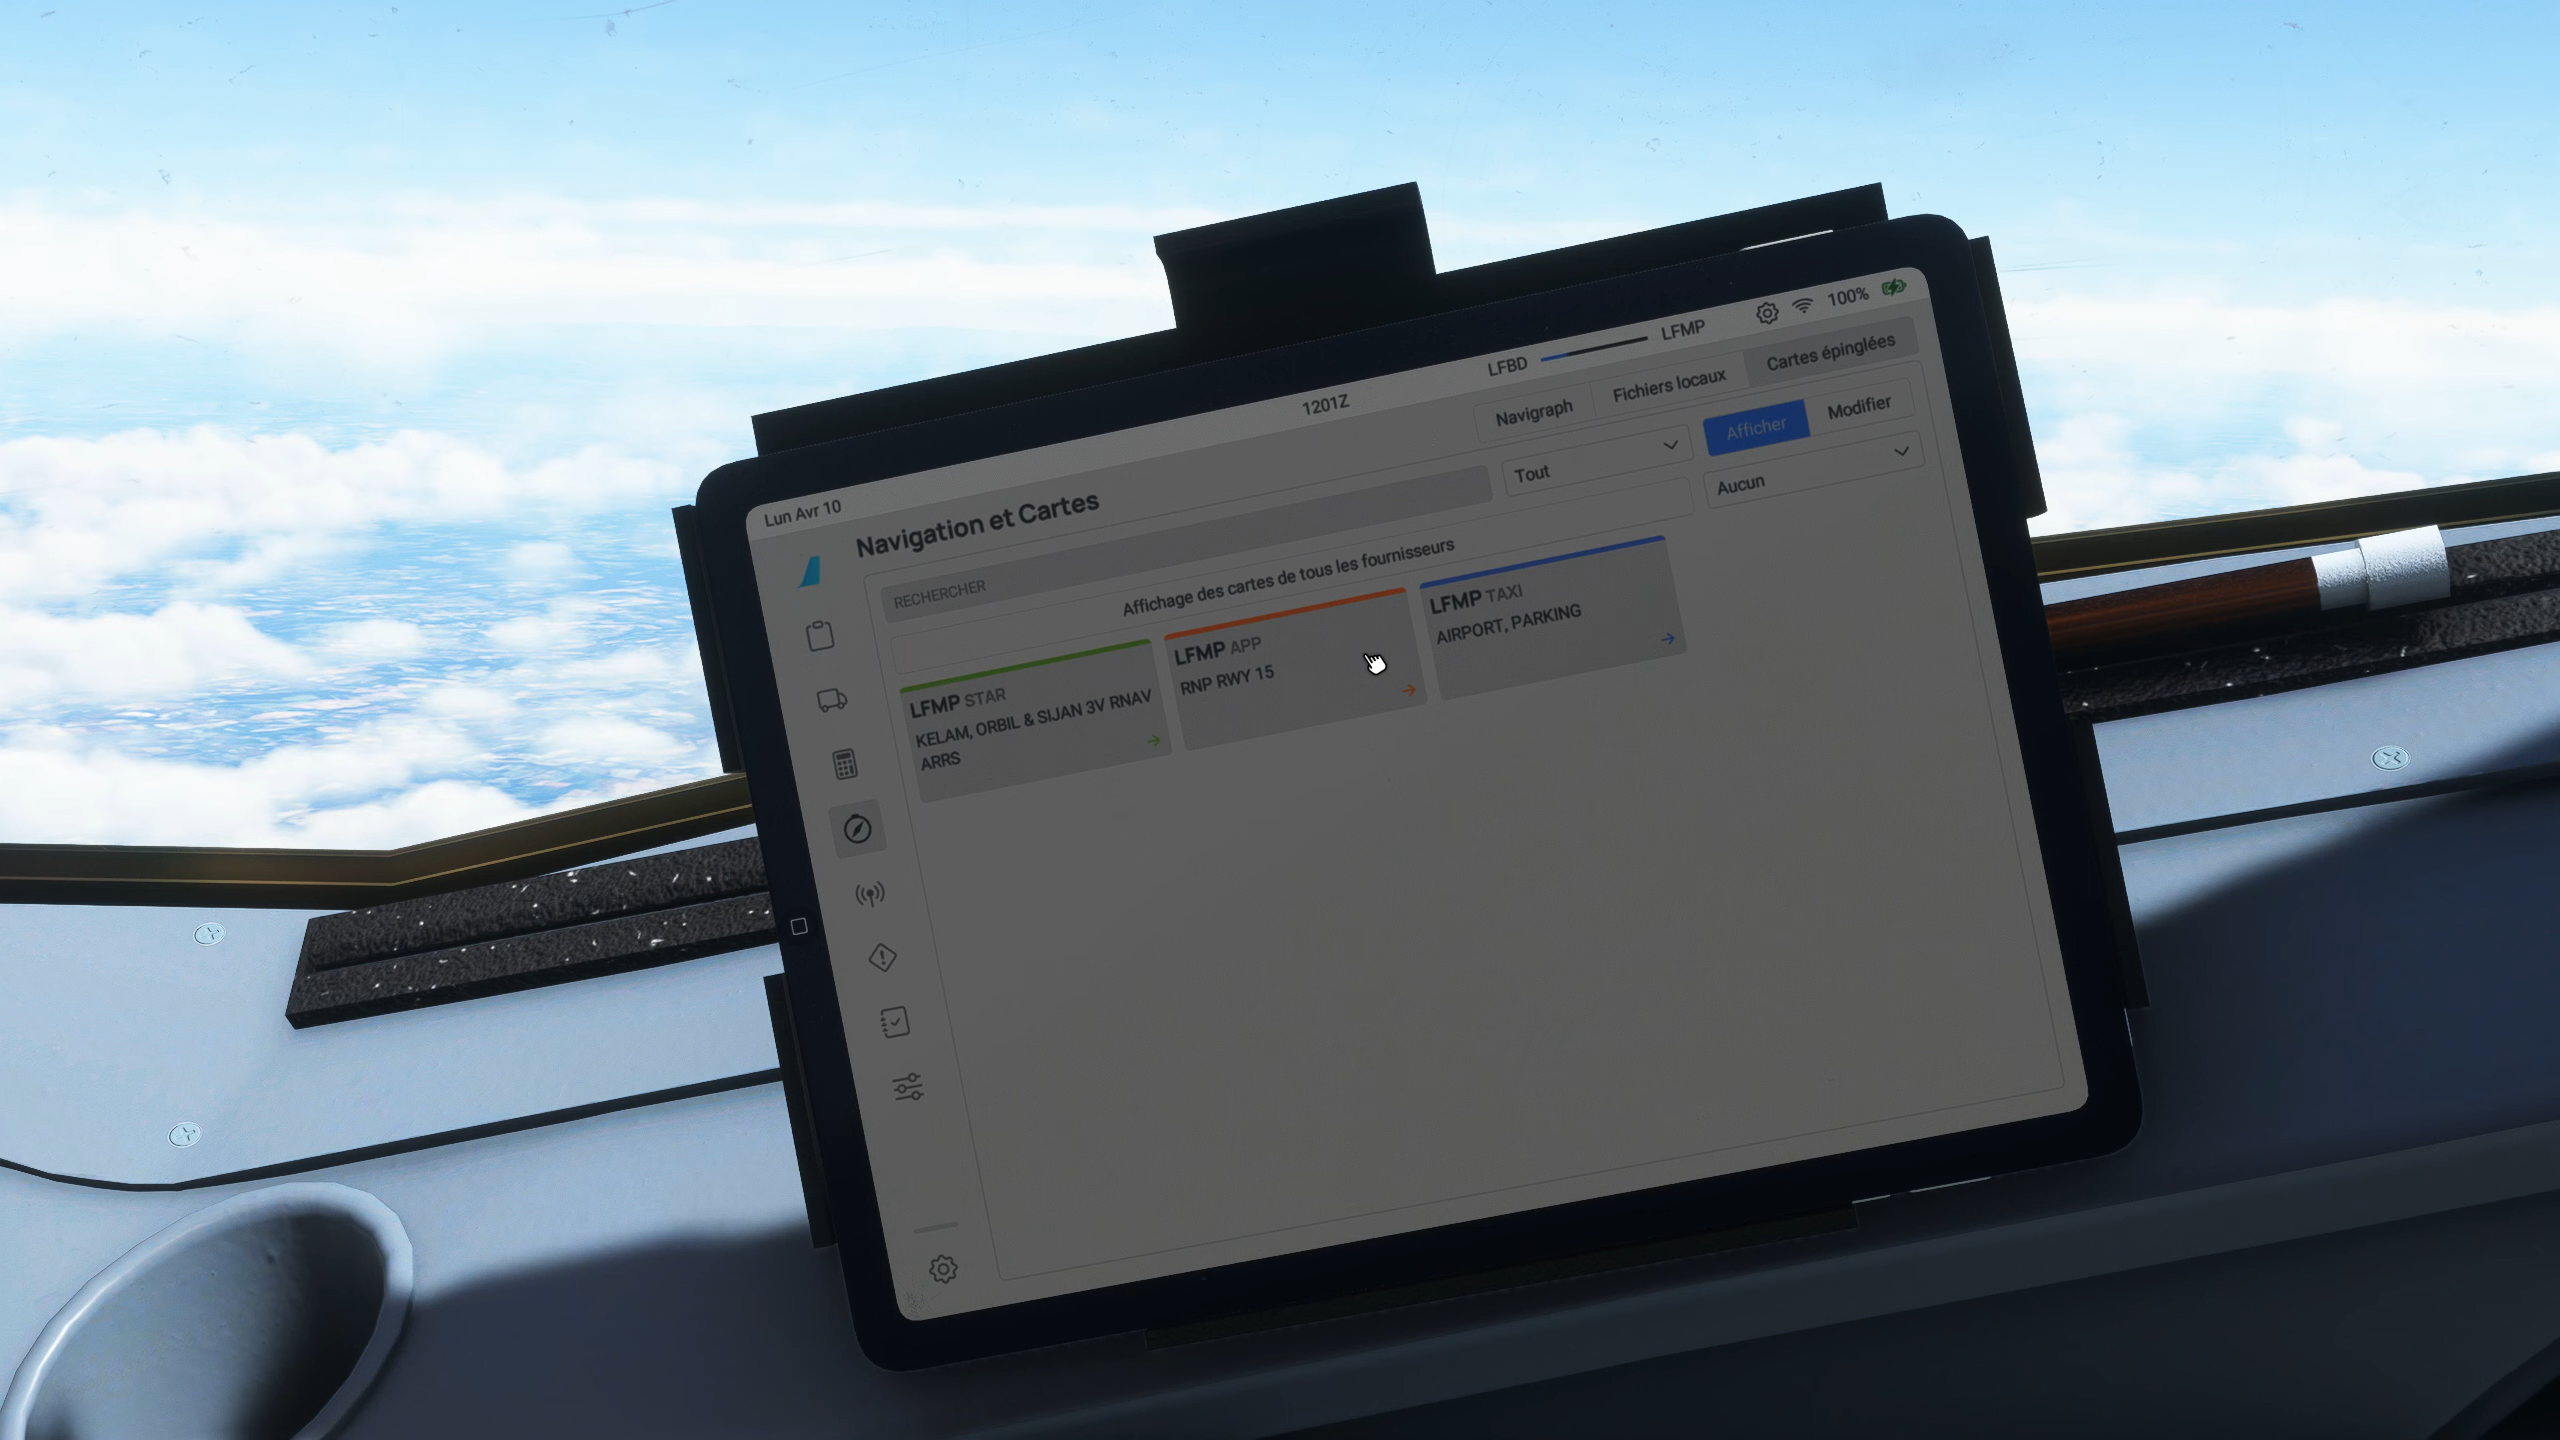 Lun Avr 10
1201Z
LFBD
LFMP
100%
Navigation et Cartes
Navigraph
Fichiers locaux
Cartes épinglées
RECHERCHER
Tout
Afficher
Modifier
Affichage des cartes de tous les fournisseurs
Aucun
LFMP STAR
KELAM, ORBIL & SIJAN 3V RNAV
ARRS
LFMP APP
RNP RWY 15
LFMP TAXI
AIRPORT, PARKING